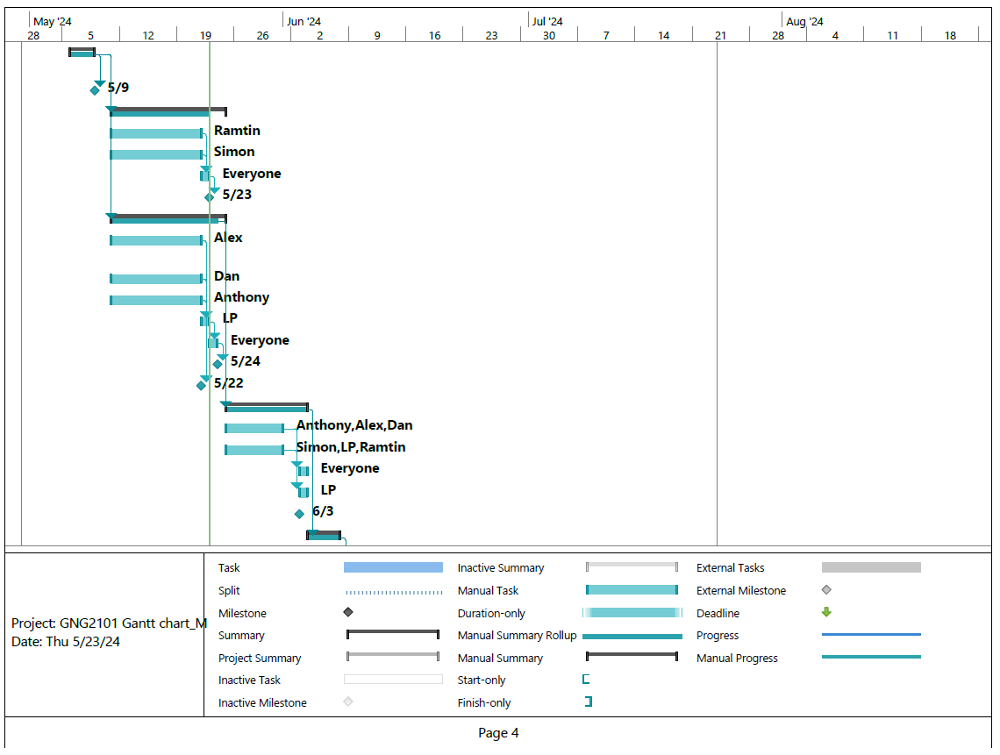 May '24 Jun '24 Jul '24 Aug '24
28 5 12 19 26 2 9 16 23 30 7 14 21 28 4 11 18
5/9
Ramtin
Simon
Everyone
5/23
Alex
Dan
Anthony
LP
Everyone
5/24
5/22
Anthony,Alex,Dan
Simon,LP,Ramtin
Everyone
LP
6/3
Project: GNG2101 Gantt chart_M
Date: Thu 5/23/24
Task
Split
Milestone
Summary
Project Summary
Inactive Task
Inactive Milestone
Inactive Summary
Manual Task
Duration-only
Manual Summary Rollup
Manual Summary
Start-only
Finish-only
External Tasks
External Milestone
Deadline
Progress
Manual Progress
Page 4